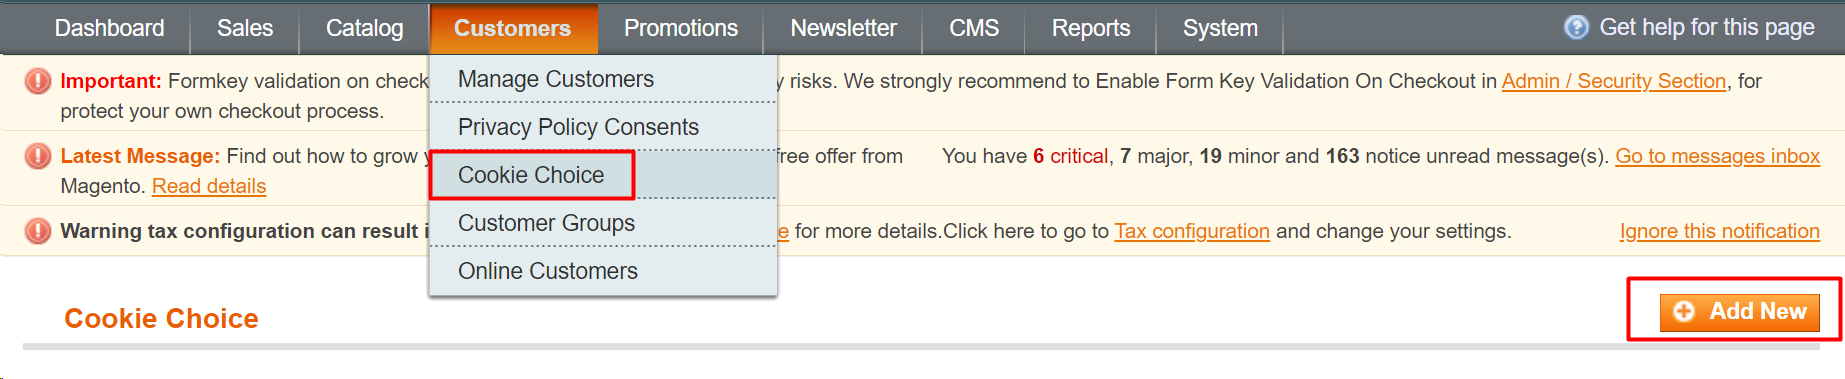 Dashboard Sales Catalog Customers Promotions Newsletter CMS Reports System Get help for this page
Manage Customers
Privacy Policy Consents
Cookie Choice
Customer Groups
Online Customers
Important: Formkey validation on risks. We strongly recommend to Enable Form Key Validation On Checkout in Admin / Security Section, for
protect your own checkout process.
Latest Message: Find out how to grow free offer from
Magento. Read details
You have 6 critical, 7 major, 19 minor and 163 notice unread message(s). Go to messages inbox
Warning tax configuration can result for more details.Click here to go to Tax configuration and change your settings. Ignore this notification
Cookie Choice
Add New